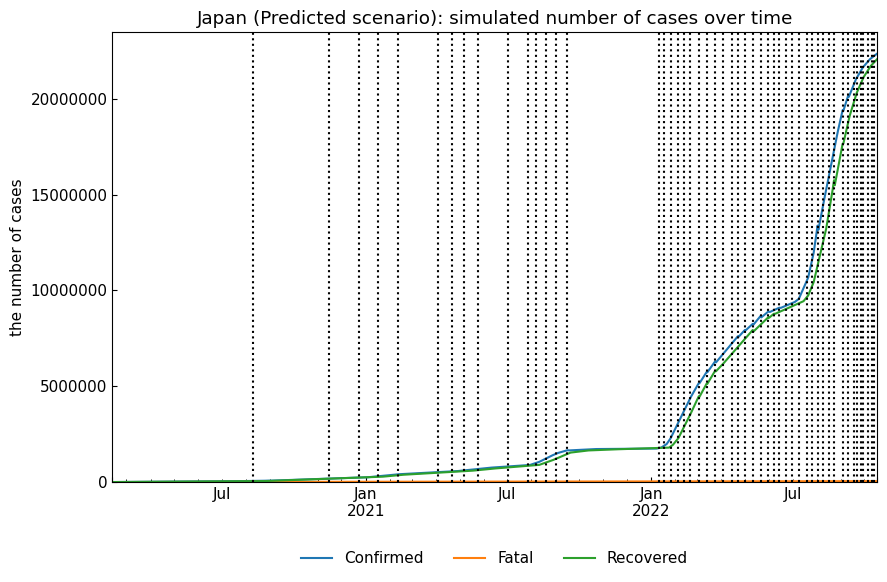 Japan (Predicted scenario): simulated number of cases over time
the number of cases
20000000
15000000
10000000
5000000
0
Jul
Jan
2021
Jul
Jan
2022
Jul
Confirmed
Fatal
Recovered